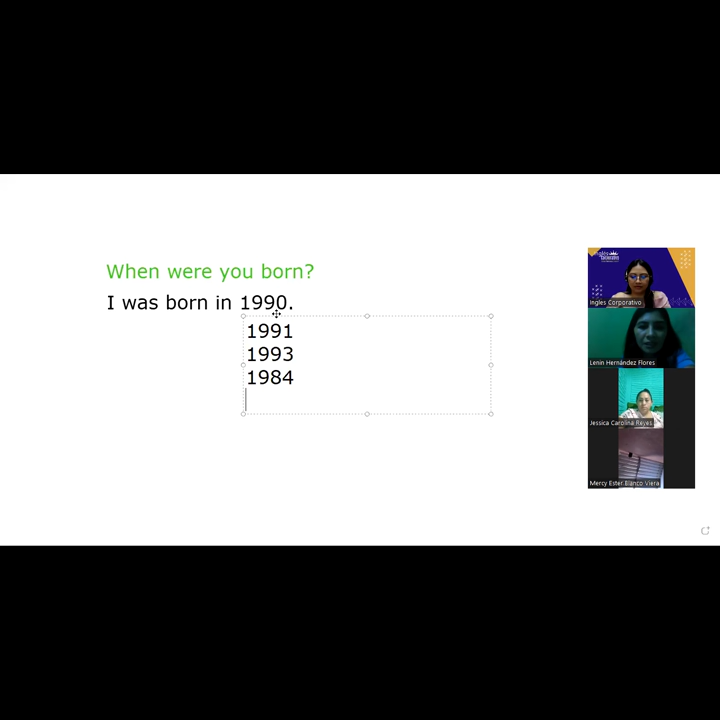 When were you born?
I was born in 1990.
1991
1993
1984
Ingles Corporativo
Lenin Hernández Flores
Jessica Carolina Reyes
Mercy Ester Blanco Viera